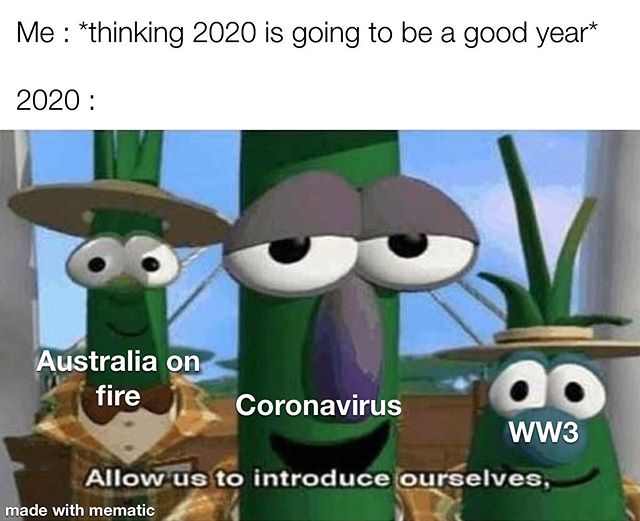 Me : *thinking 2020 is going to be a good year*
2020 :
Australia on
fire
Coronavirus
WW3
Allow us to introduce ourselves,
made with mematic